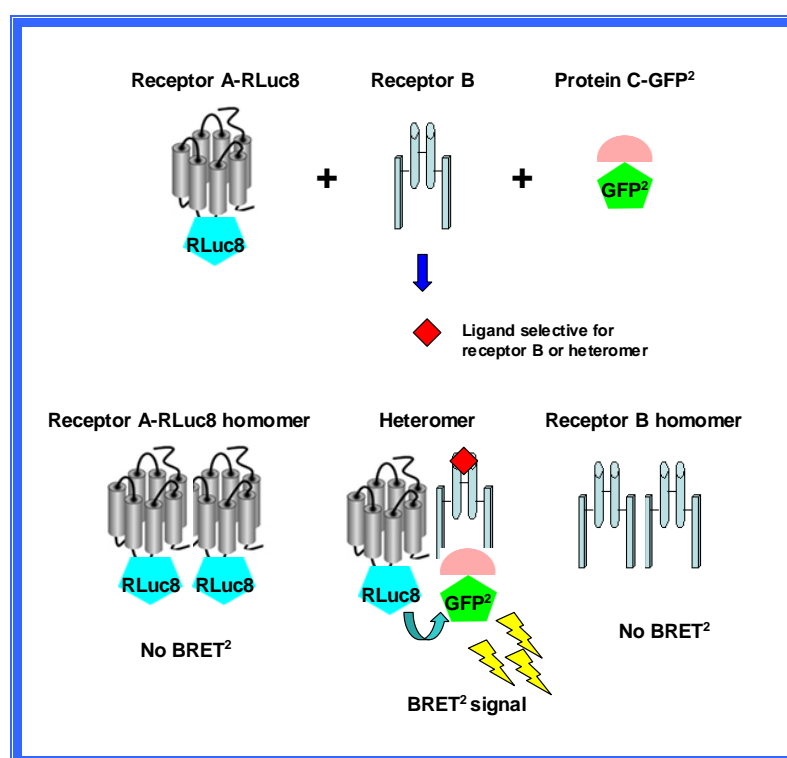 Receptor A-RLuc8
Receptor B
Protein C-GFP²
+
+
RLuc8
GFP²
Ligand selective for
receptor B or heteromer
Receptor A-RLuc8 homomer
Heteromer
Receptor B homomer
RLuc8
RLuc8
RLuc8
GFP²
No BRET²
No BRET²
BRET² signal